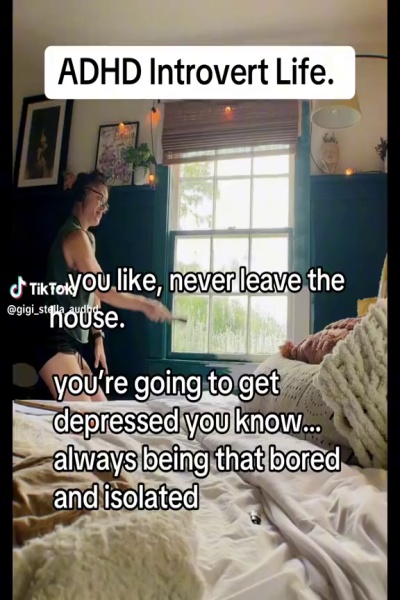 ADHD Introvert Life.
you like, never leave the
TikTok
@gigi_stella_audhd
house.
you're going to get
depressed you know...
always being that bored
and isolated